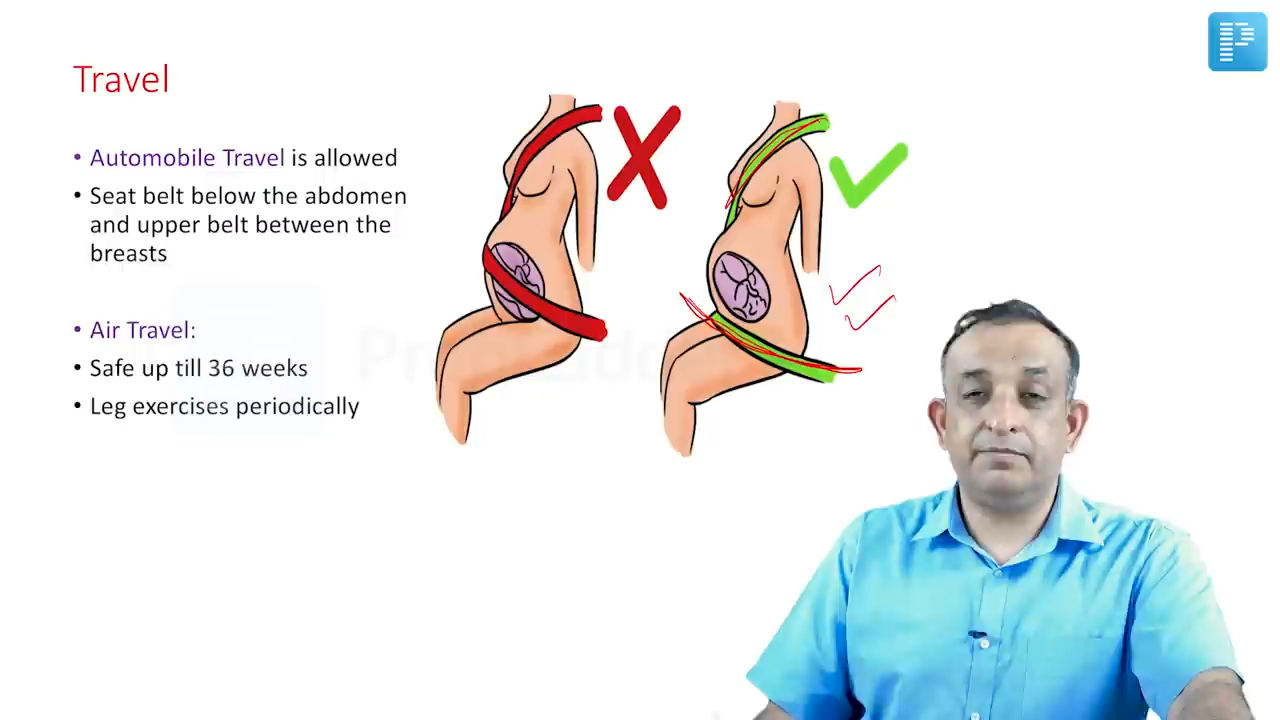 Travel
• Automobile Travel is allowed
• Seat belt below the abdomen
and upper belt between the
breasts
• Air Travel:
• Safe up till 36 weeks
• Leg exercises periodically